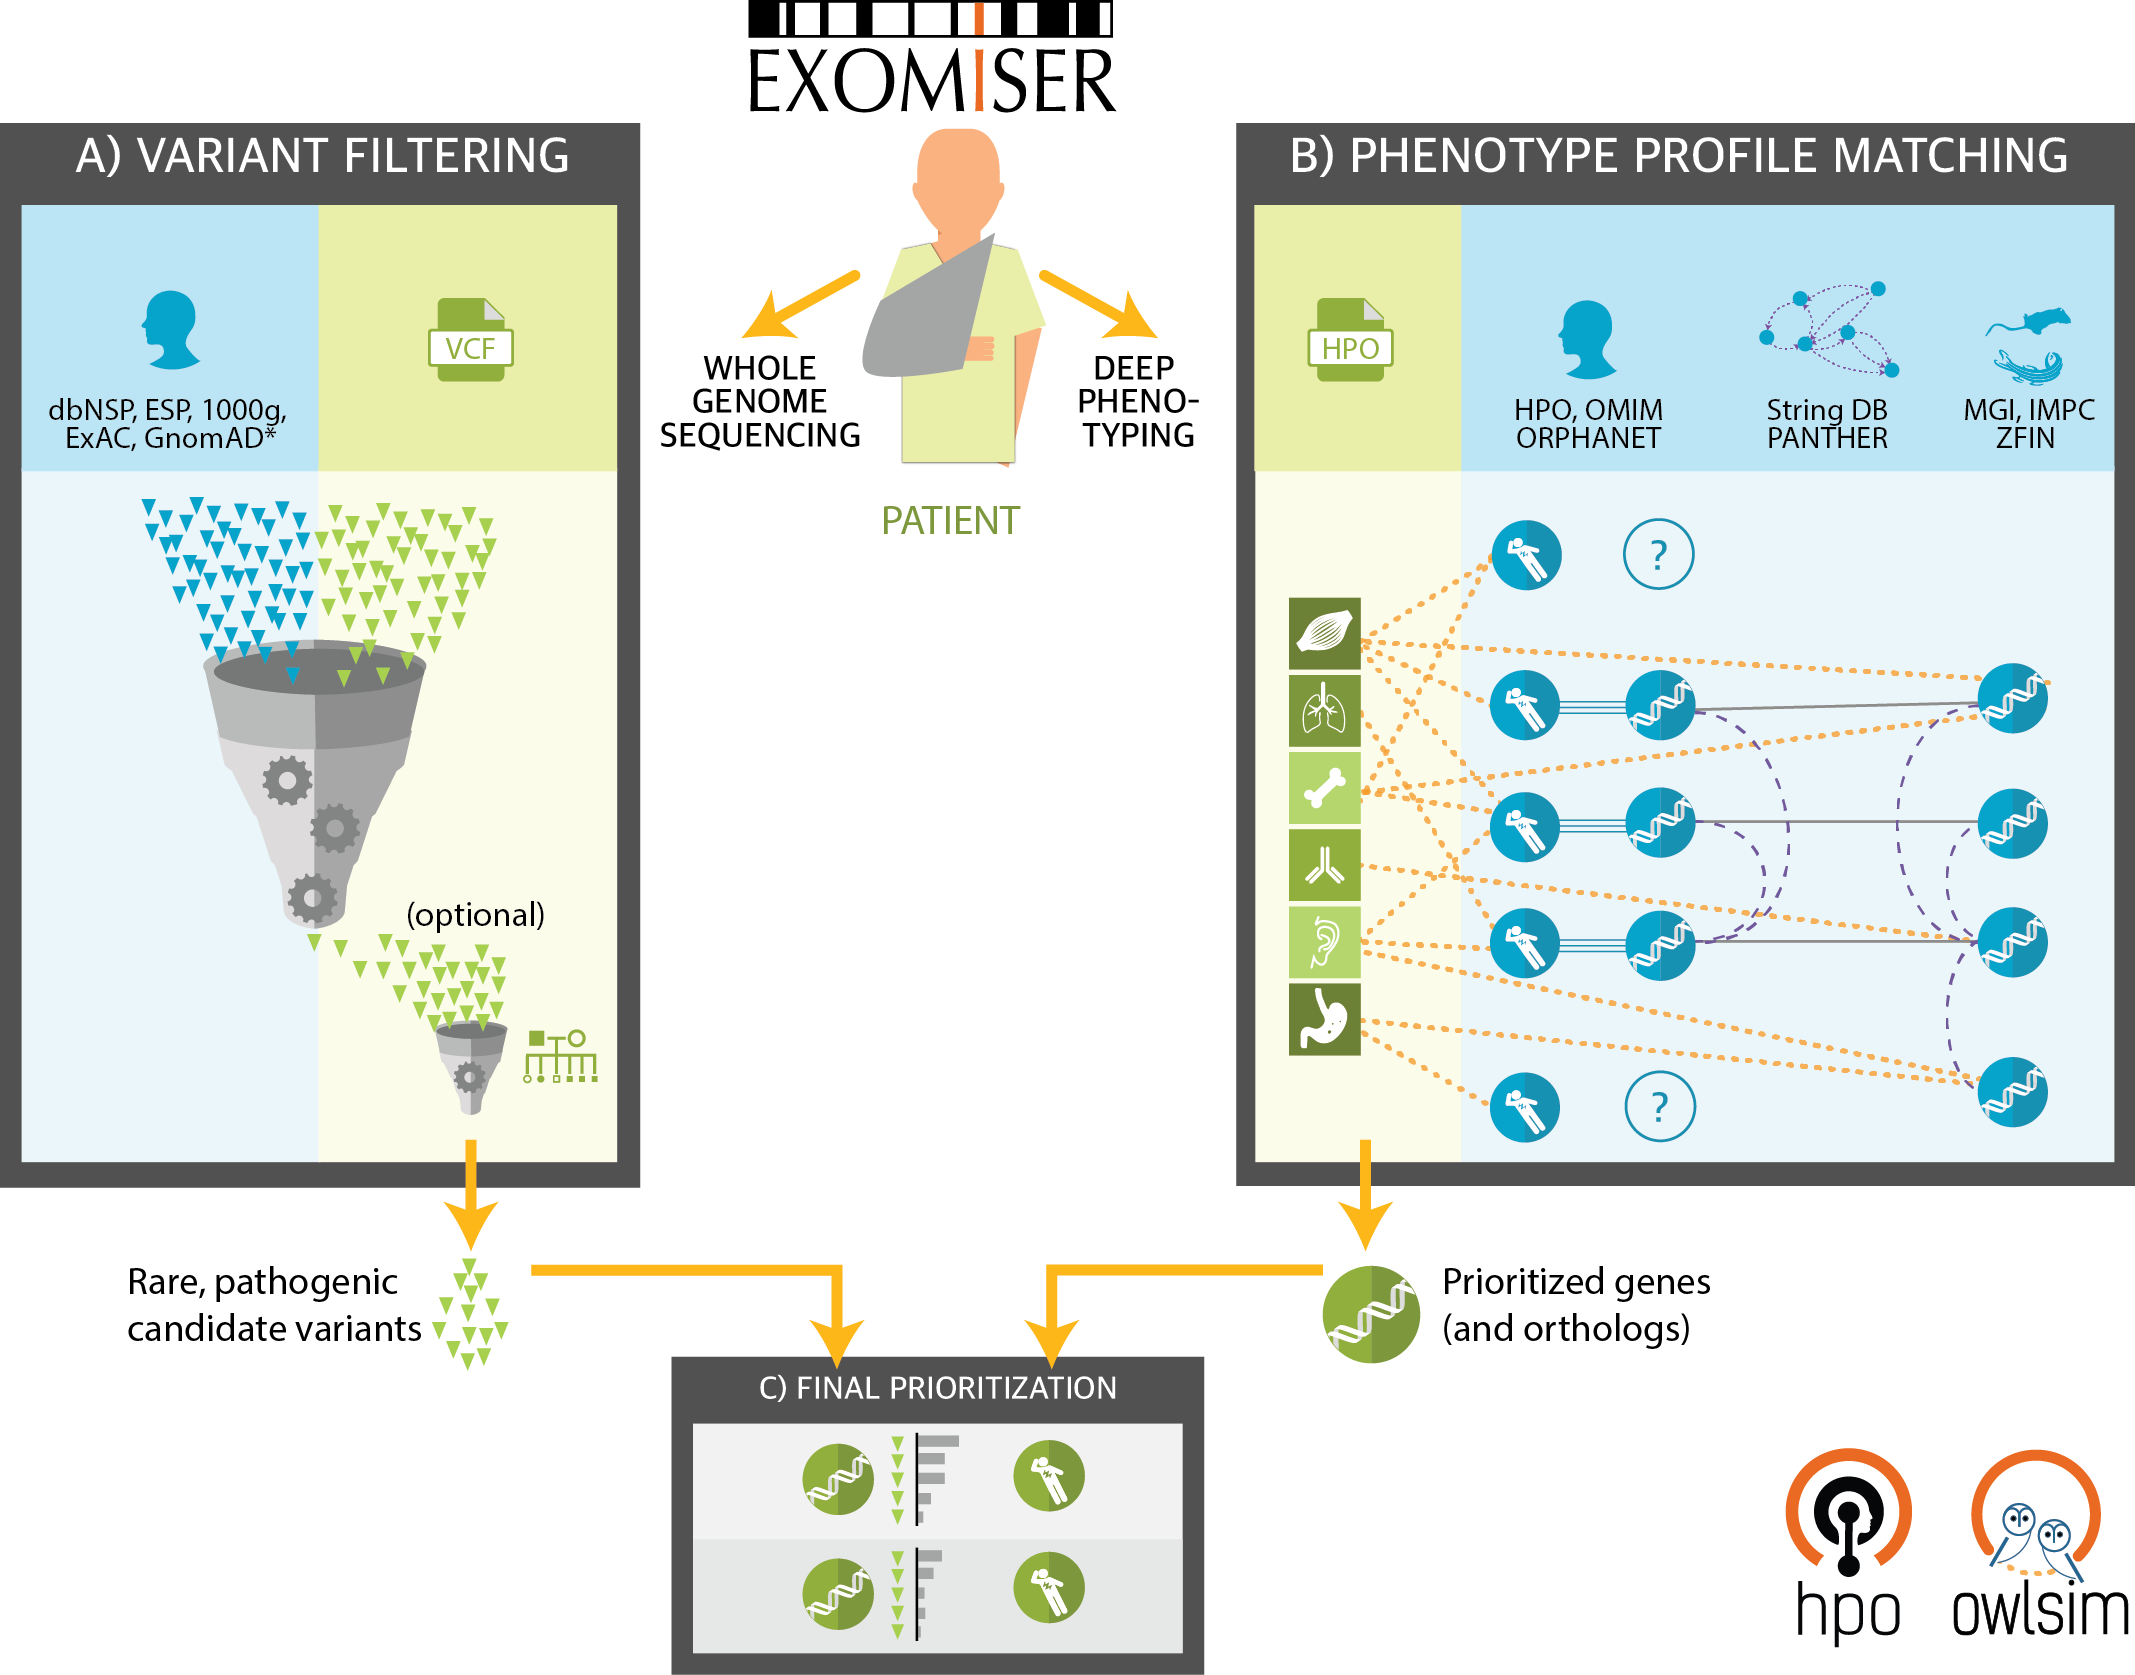 EXOMISER
A) VARIANT FILTERING
VCF
dbNSP, ESP, 1000g,
ExAC, GnomAD*
(optional)
WHOLE
GENOME
SEQUENCING
DEEP
PHENO-
TYPING
PATIENT
B) PHENOTYPE PROFILE MATCHING
HPO
HPO, OMIM
ORPHANET
String DB
PANTHER
MGI, IMPC
ZFIN
?
?
Rare, pathogenic
candidate variants
Prioritized genes
(and orthologs)
C) FINAL PRIORITIZATION
hpo
owlsim